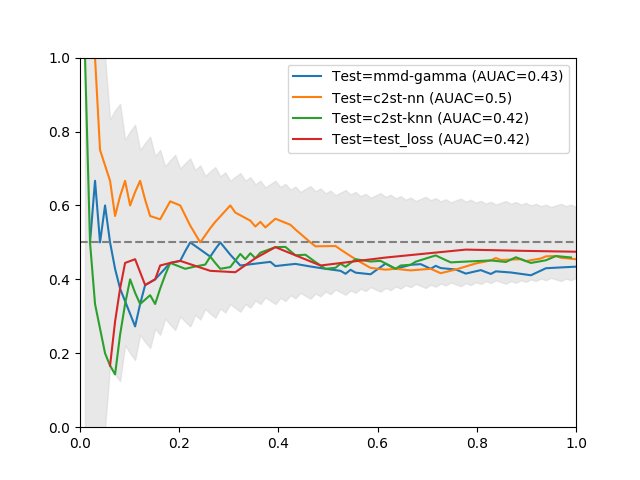 1.0
0.8
0.6
0.4
0.2
0.0
0.0 0.2 0.4 0.6 0.8 1.0
Test=mmd-gamma (AUAC=0.43)
Test=c2st-nn (AUAC=0.5)
Test=c2st-knn (AUAC=0.42)
Test=test_loss (AUAC=0.42)